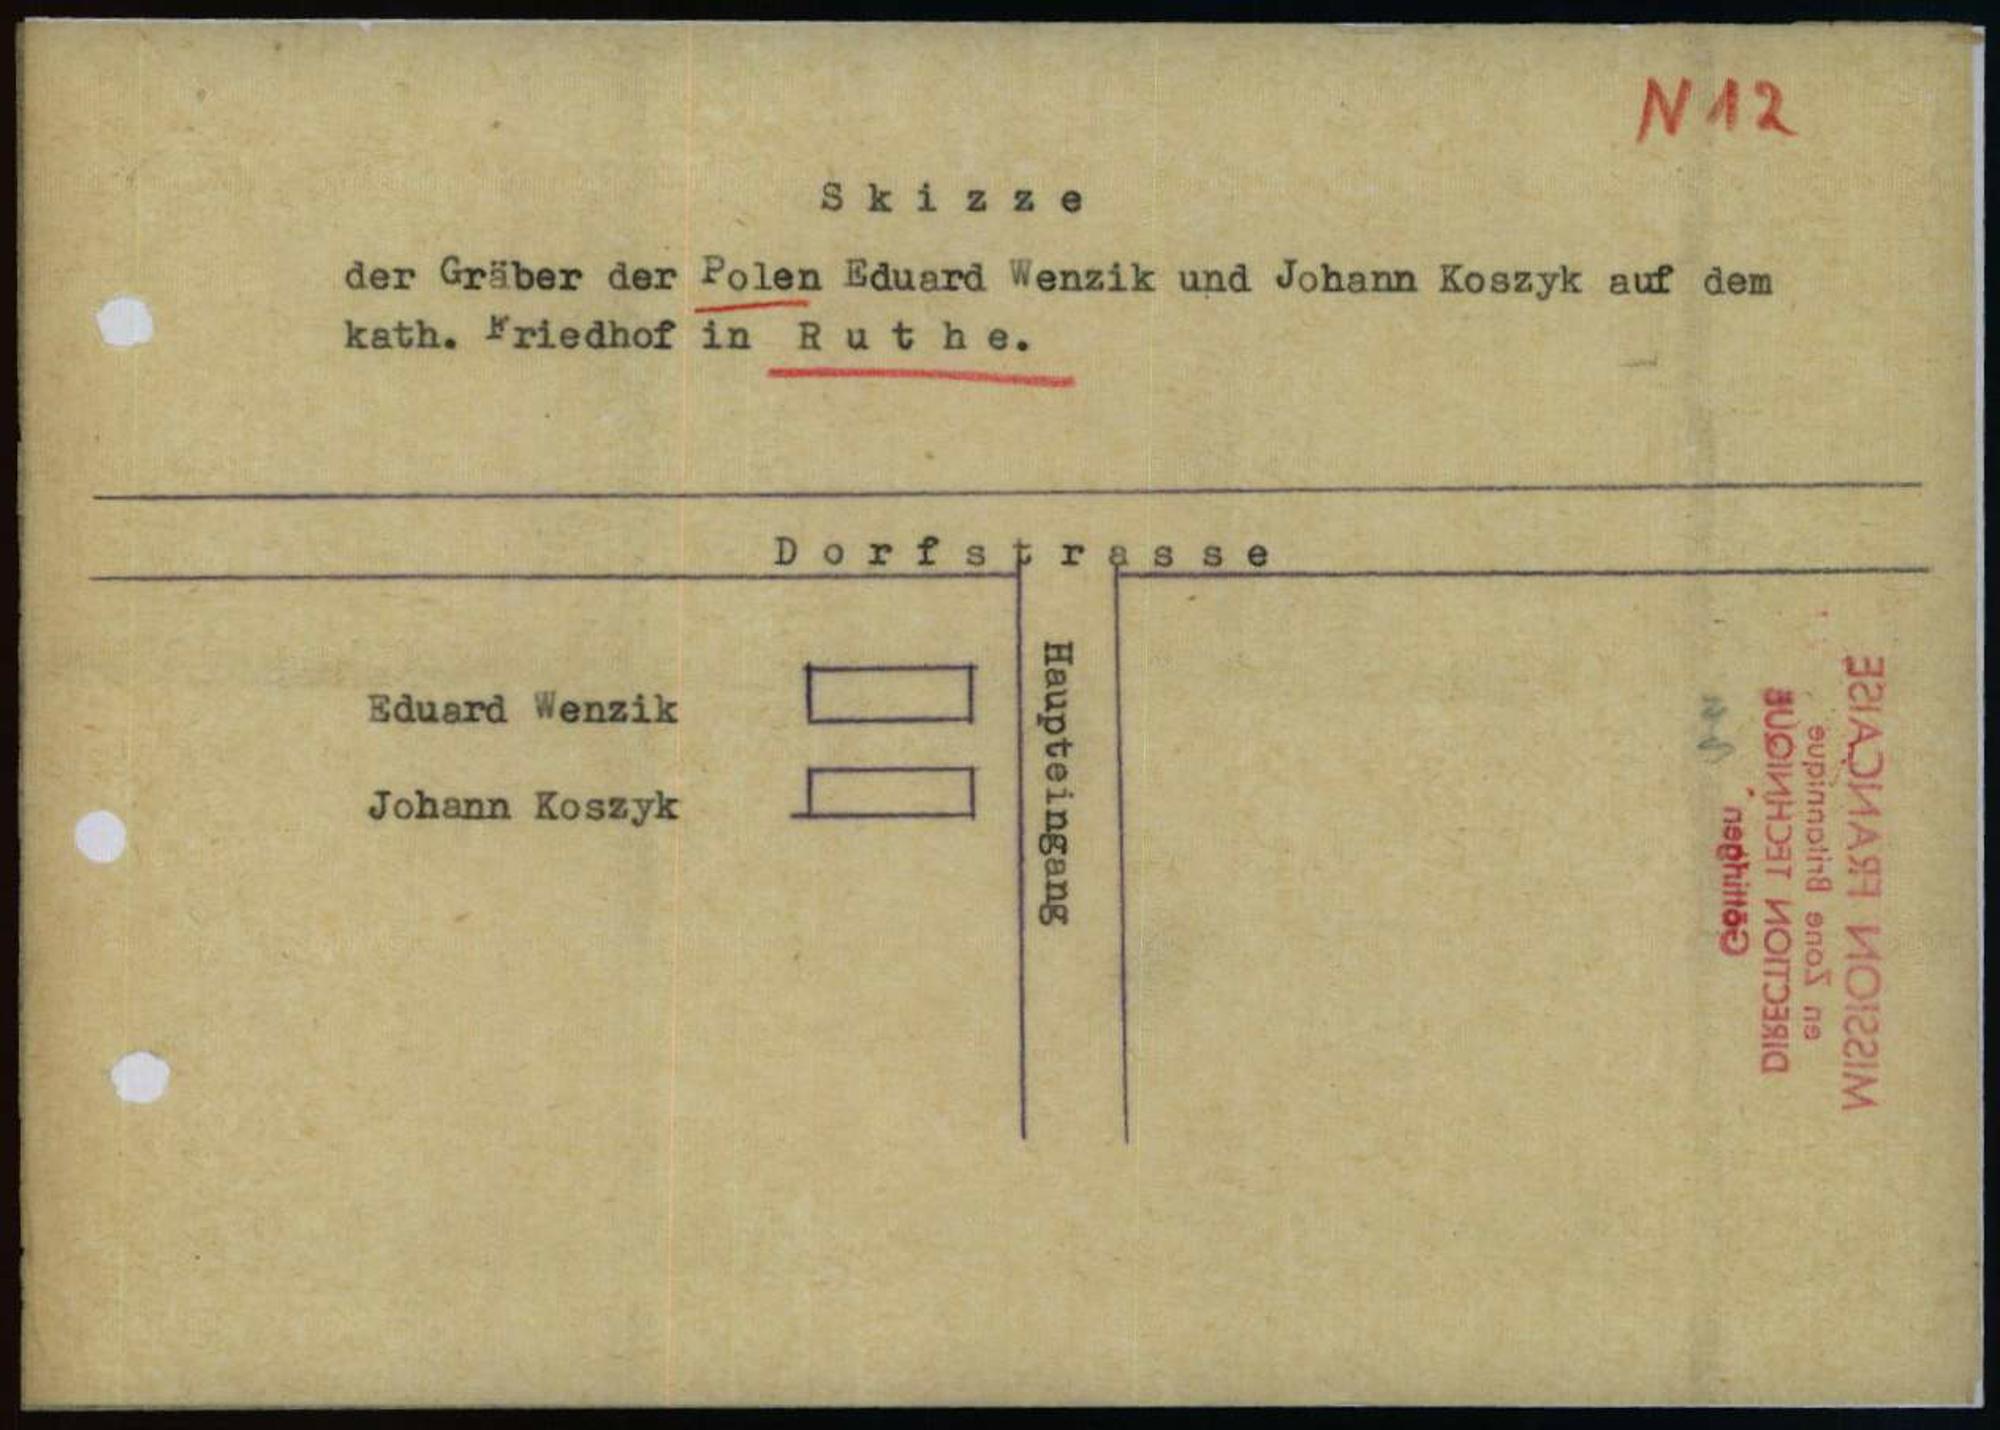 N 12
S k i z z e
der Gräber der Polen Eduard Wenzik und Johann Koszyk auf dem
kath. Friedhof in R u t h e.
D o r f s t r a s s e
Haupteingang
Eduard Wenzik
Johann Koszyk
MISSION FRANÇAISE
en Zone Britannique
DIRECTION TECHNIQUE
Göttingen